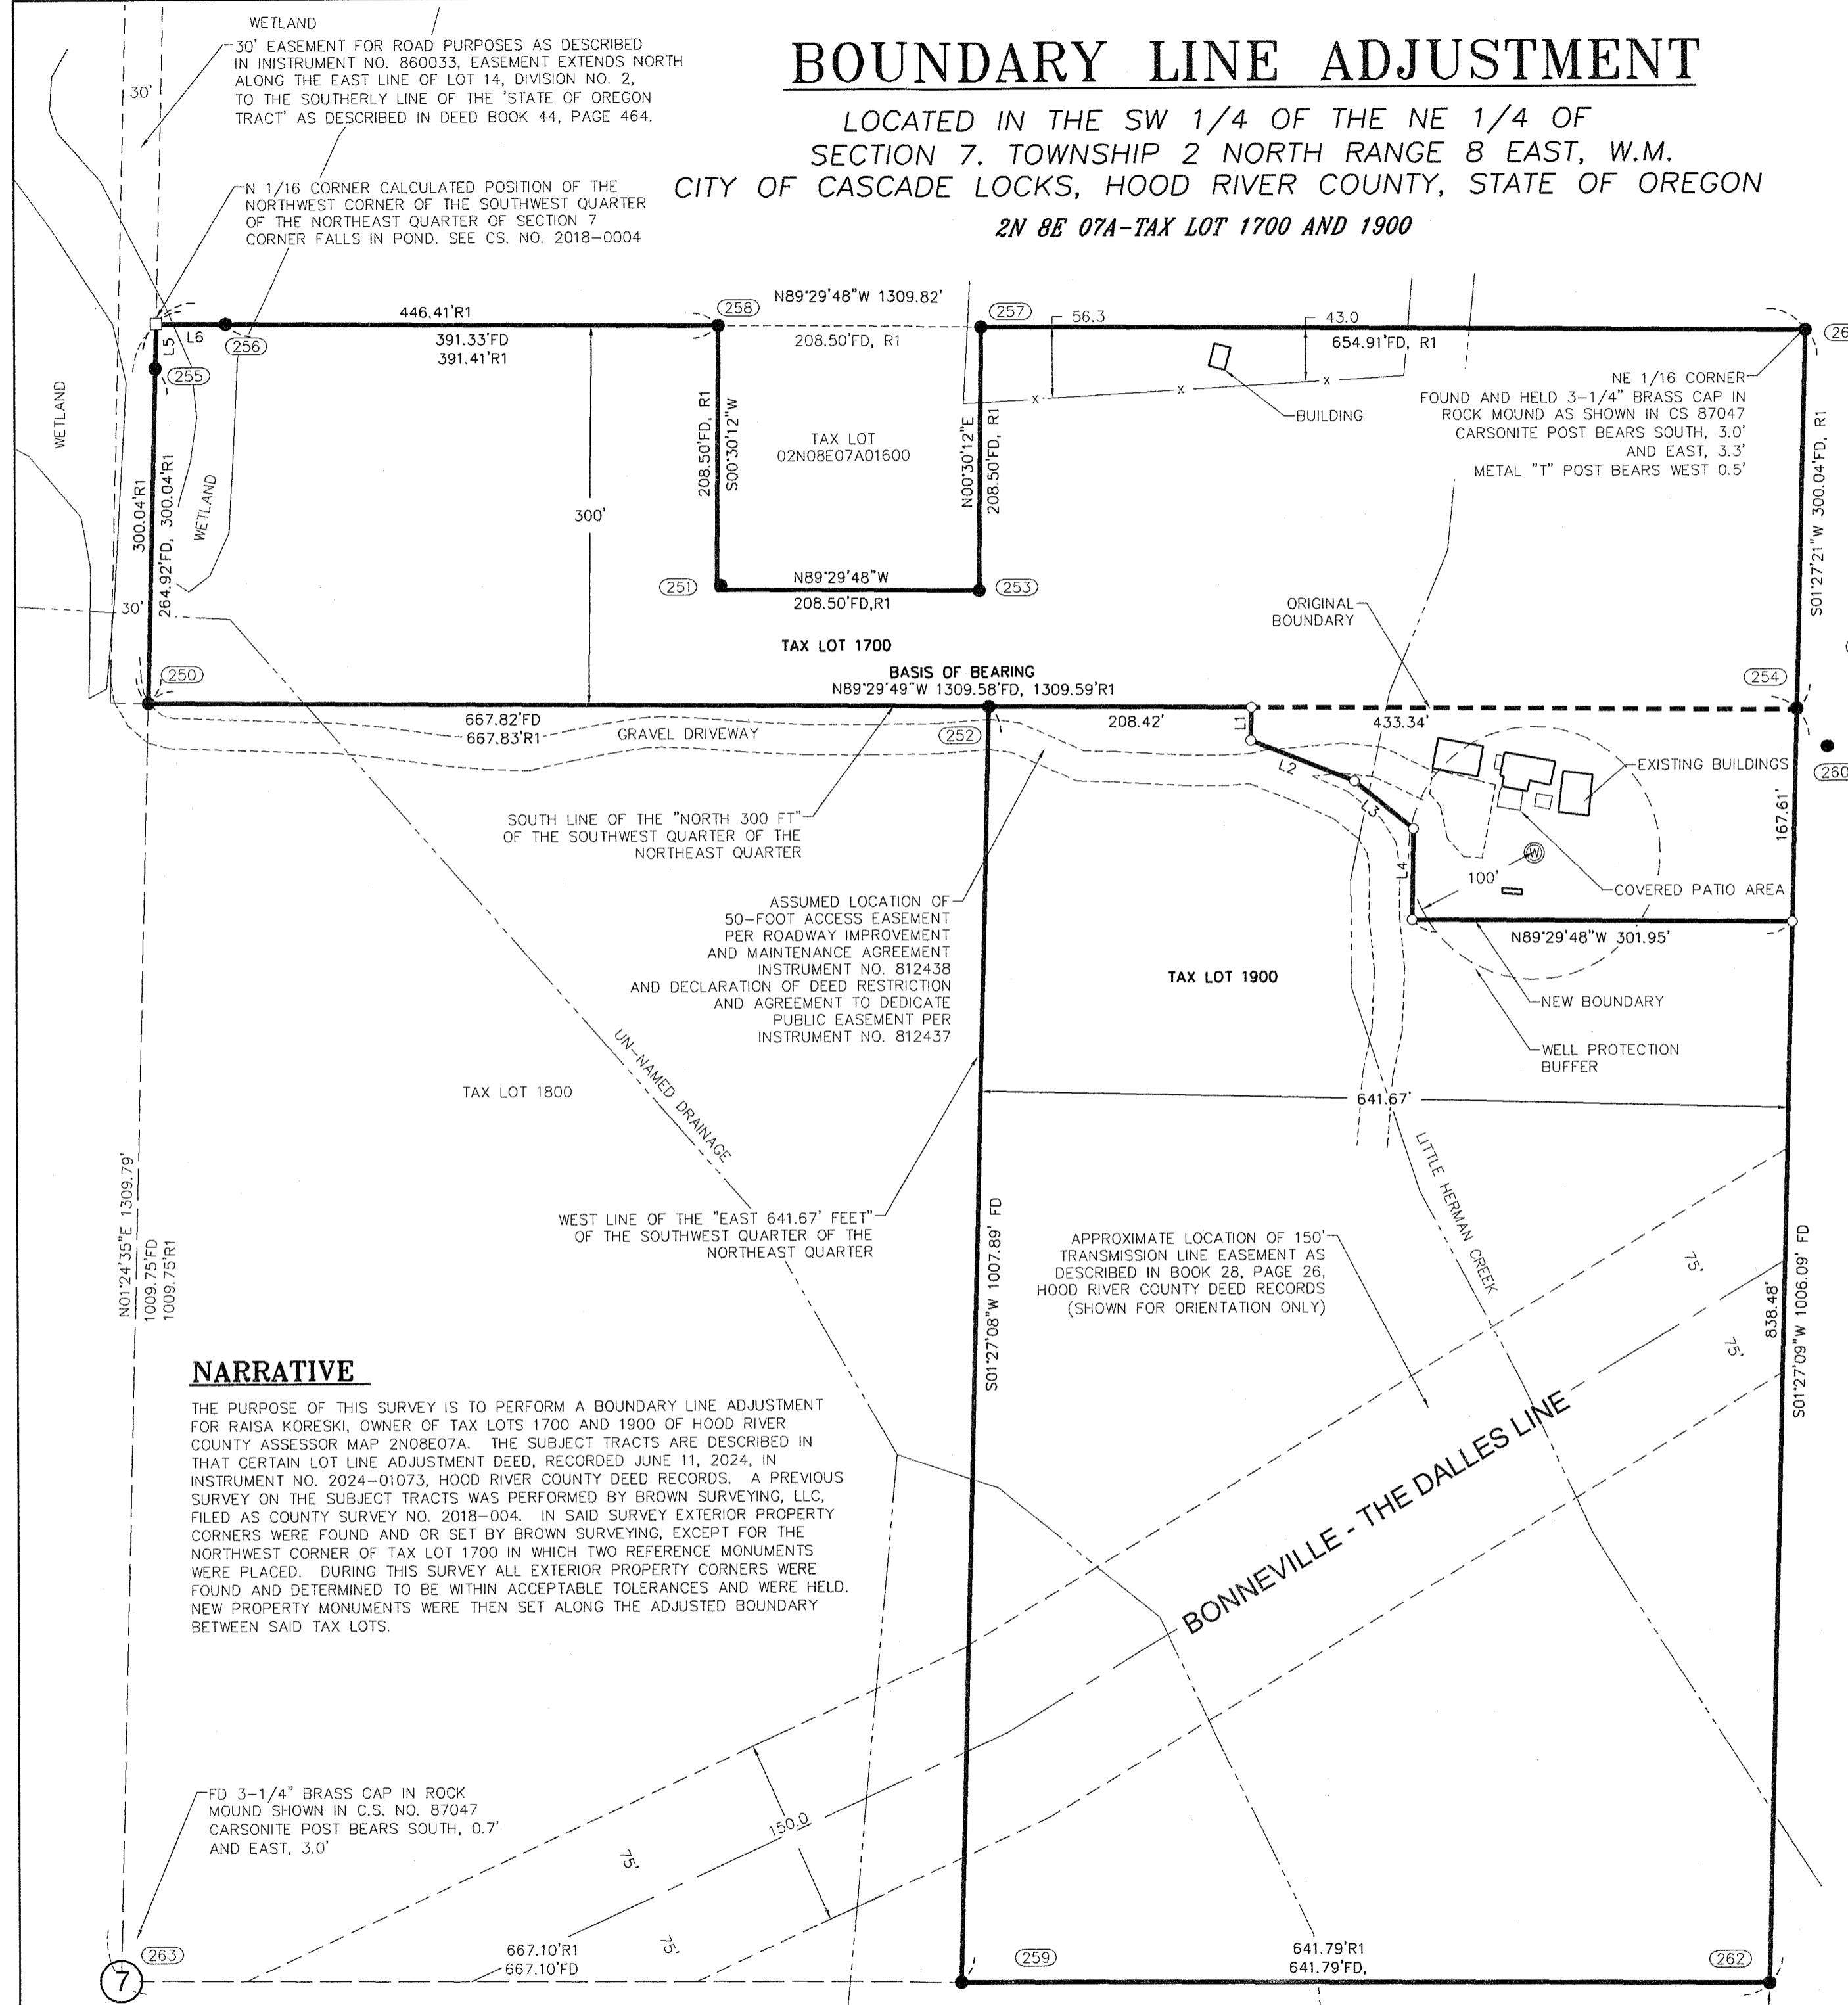 BOUNDARY LINE ADJUSTMENT
LOCATED IN THE SW 1/4 OF THE NE 1/4 OF
SECTION 7. TOWNSHIP 2 NORTH RANGE 8 EAST, W.M.
CITY OF CASCADE LOCKS, HOOD RIVER COUNTY, STATE OF OREGON
2N 8E 07A-TAX LOT 1700 AND 1900
WETLAND
30' EASEMENT FOR ROAD PURPOSES AS DESCRIBED
IN INISTRUMENT NO. 860033, EASEMENT EXTENDS NORTH
ALONG THE EAST LINE OF LOT 14, DIVISION NO. 2,
TO THE SOUTHERLY LINE OF THE 'STATE OF OREGON
TRACT' AS DESCRIBED IN DEED BOOK 44, PAGE 464.
30'
N 1/16 CORNER CALCULATED POSITION OF THE
NORTHWEST CORNER OF THE SOUTHWEST QUARTER
OF THE NORTHEAST QUARTER OF SECTION 7
CORNER FALLS IN POND. SEE CS. NO. 2018-0004
446.41'R1
391.33'FD
391.41'R1
L6
L5
256
255
258
N89°29'48"W 1309.82'
208.50'FD, R1
257
56.3
43.0
654.91'FD, R1
26
X
X
X
BUILDING
NE 1/16 CORNER
FOUND AND HELD 3-1/4" BRASS CAP IN
ROCK MOUND AS SHOWN IN CS 87047
CARSONITE POST BEARS SOUTH, 3.0'
AND EAST, 3.3'
METAL "T" POST BEARS WEST 0.5'
S01°27'21"W 300.04'FD, R1
WETLAND
WETLAND
300.04'R1
264.92'FD, 300.04'R1
30'
300'
208.50'FD, R1
S00°30'12"W
TAX LOT
02N08E07A01600
N00°30'12"E
208.50'FD, R1
251
N89°29'48"W
208.50'FD,R1
253
ORIGINAL
BOUNDARY
TAX LOT 1700
BASIS OF BEARING
N89°29'49"W 1309.58'FD, 1309.59'R1
250
254
667.82'FD
667.83'R1
GRAVEL DRIVEWAY
252
208.42'
433.34'
L1
L2
L3
L4
260
EXISTING BUILDINGS
167.61'
W
100'
COVERED PATIO AREA
N89°29'48"W 301.95'
NEW BOUNDARY
WELL PROTECTION
BUFFER
SOUTH LINE OF THE "NORTH 300 FT"
OF THE SOUTHWEST QUARTER OF THE
NORTHEAST QUARTER
ASSUMED LOCATION OF
50-FOOT ACCESS EASEMENT
PER ROADWAY IMPROVEMENT
AND MAINTENANCE AGREEMENT
INSTRUMENT NO. 812438
AND DECLARATION OF DEED RESTRICTION
AND AGREEMENT TO DEDICATE
PUBLIC EASEMENT PER
INSTRUMENT NO. 812437
TAX LOT 1900
UN-NAMED DRAINAGE
TAX LOT 1800
641.67'
LITTLE HERMAN CREEK
WEST LINE OF THE "EAST 641.67' FEET"
OF THE SOUTHWEST QUARTER OF THE
NORTHEAST QUARTER
N01°24'35"E 1309.79'
1009.75'FD
1009.75'R1
S01°27'08"W 1007.89' FD
APPROXIMATE LOCATION OF 150'
TRANSMISSION LINE EASEMENT AS
DESCRIBED IN BOOK 28, PAGE 26,
HOOD RIVER COUNTY DEED RECORDS
(SHOWN FOR ORIENTATION ONLY)
75'
75'
838.48'
S01°27'09"W 1006.09' FD
BONNEVILLE - THE DALLES LINE
NARRATIVE
THE PURPOSE OF THIS SURVEY IS TO PERFORM A BOUNDARY LINE ADJUSTMENT
FOR RAISA KORESKI, OWNER OF TAX LOTS 1700 AND 1900 OF HOOD RIVER
COUNTY ASSESSOR MAP 2N08E07A. THE SUBJECT TRACTS ARE DESCRIBED IN
THAT CERTAIN LOT LINE ADJUSTMENT DEED, RECORDED JUNE 11, 2024, IN
INSTRUMENT NO. 2024-01073, HOOD RIVER COUNTY DEED RECORDS. A PREVIOUS
SURVEY ON THE SUBJECT TRACTS WAS PERFORMED BY BROWN SURVEYING, LLC,
FILED AS COUNTY SURVEY NO. 2018-004. IN SAID SURVEY EXTERIOR PROPERTY
CORNERS WERE FOUND AND OR SET BY BROWN SURVEYING, EXCEPT FOR THE
NORTHWEST CORNER OF TAX LOT 1700 IN WHICH TWO REFERENCE MONUMENTS
WERE PLACED. DURING THIS SURVEY ALL EXTERIOR PROPERTY CORNERS WERE
FOUND AND DETERMINED TO BE WITHIN ACCEPTABLE TOLERANCES AND WERE HELD.
NEW PROPERTY MONUMENTS WERE THEN SET ALONG THE ADJUSTED BOUNDARY
BETWEEN SAID TAX LOTS.
FD 3-1/4" BRASS CAP IN ROCK
MOUND SHOWN IN C.S. NO. 87047
CARSONITE POST BEARS SOUTH, 0.7'
AND EAST, 3.0'
150.0
75'
75'
263
7
667.10'R1
667.10'FD
259
641.79'R1
641.79'FD,
262